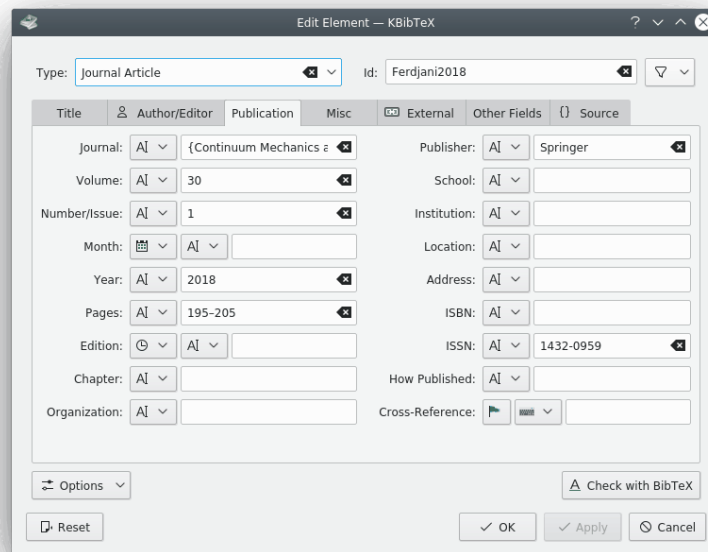 Edit Element — KBibTeX
Type: Journal Article Id: Ferdjani2018
Title Author/Editor Publication Misc External Other Fields {} Source
Journal: {Continuum Mechanics a Publisher: Springer
Volume: 30 School:
Number/Issue: 1 Institution:
Month: Location:
Year: 2018 Address:
Pages: 195–205 ISBN:
Edition: ISSN: 1432-0959
Chapter: How Published:
Organization: Cross-Reference:
Options Check with BibTeX
Reset OK Apply Cancel